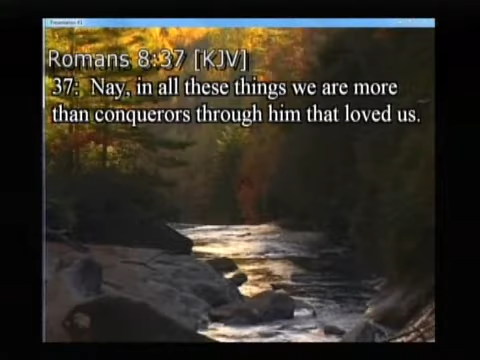 Romans 8:37 [KJV]
37:  Nay, in all these things we are more
than conquerors through him that loved us.